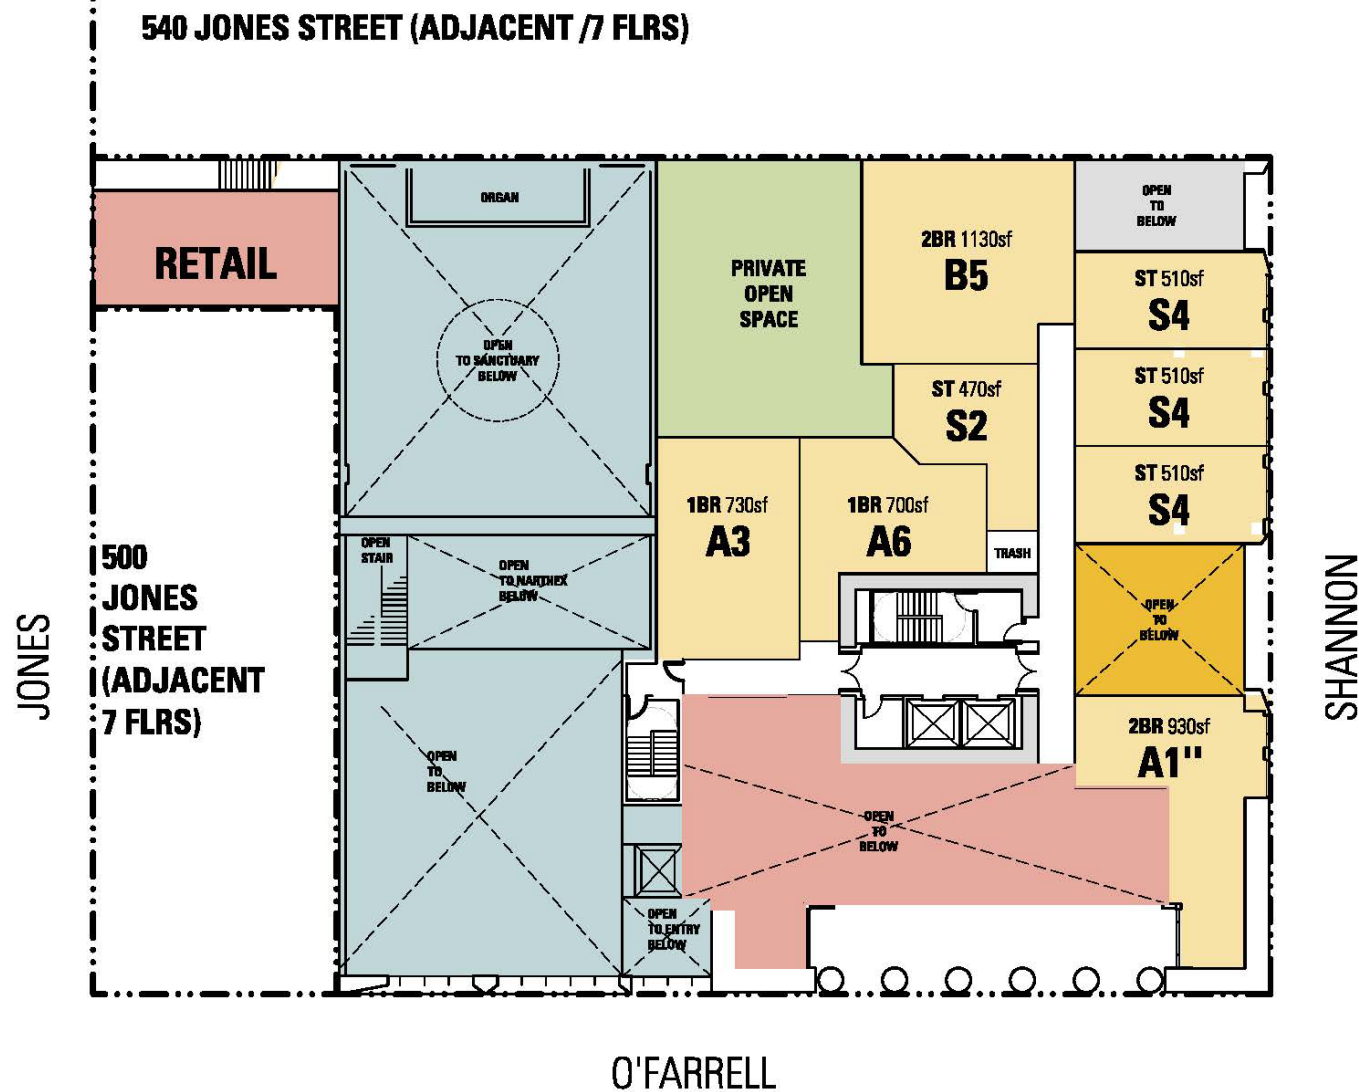 540 JONES STREET (ADJACENT /7 FLRS)
ORGAN
OPEN
TO
BELOW
2BR 1130sf
B5
RETAIL
PRIVATE
OPEN
SPACE
ST 510sf
S4
OPEN
TO SANCTUARY
BELOW
ST 470sf
S2
ST 510sf
S4
ST 510sf
S4
1BR 730sf
A3
1BR 700sf
A6
TRASH
OPEN
STAIR
OPEN
TO NARTHEX
BELOW
500
JONES
STREET
(ADJACENT
7 FLRS)
OPEN
TO
BELOW
JONES
SHANNON
2BR 930sf
A1"
OPEN
TO
BELOW
OPEN
TO
BELOW
OPEN
TO ENTRY
BELOW
O'FARRELL